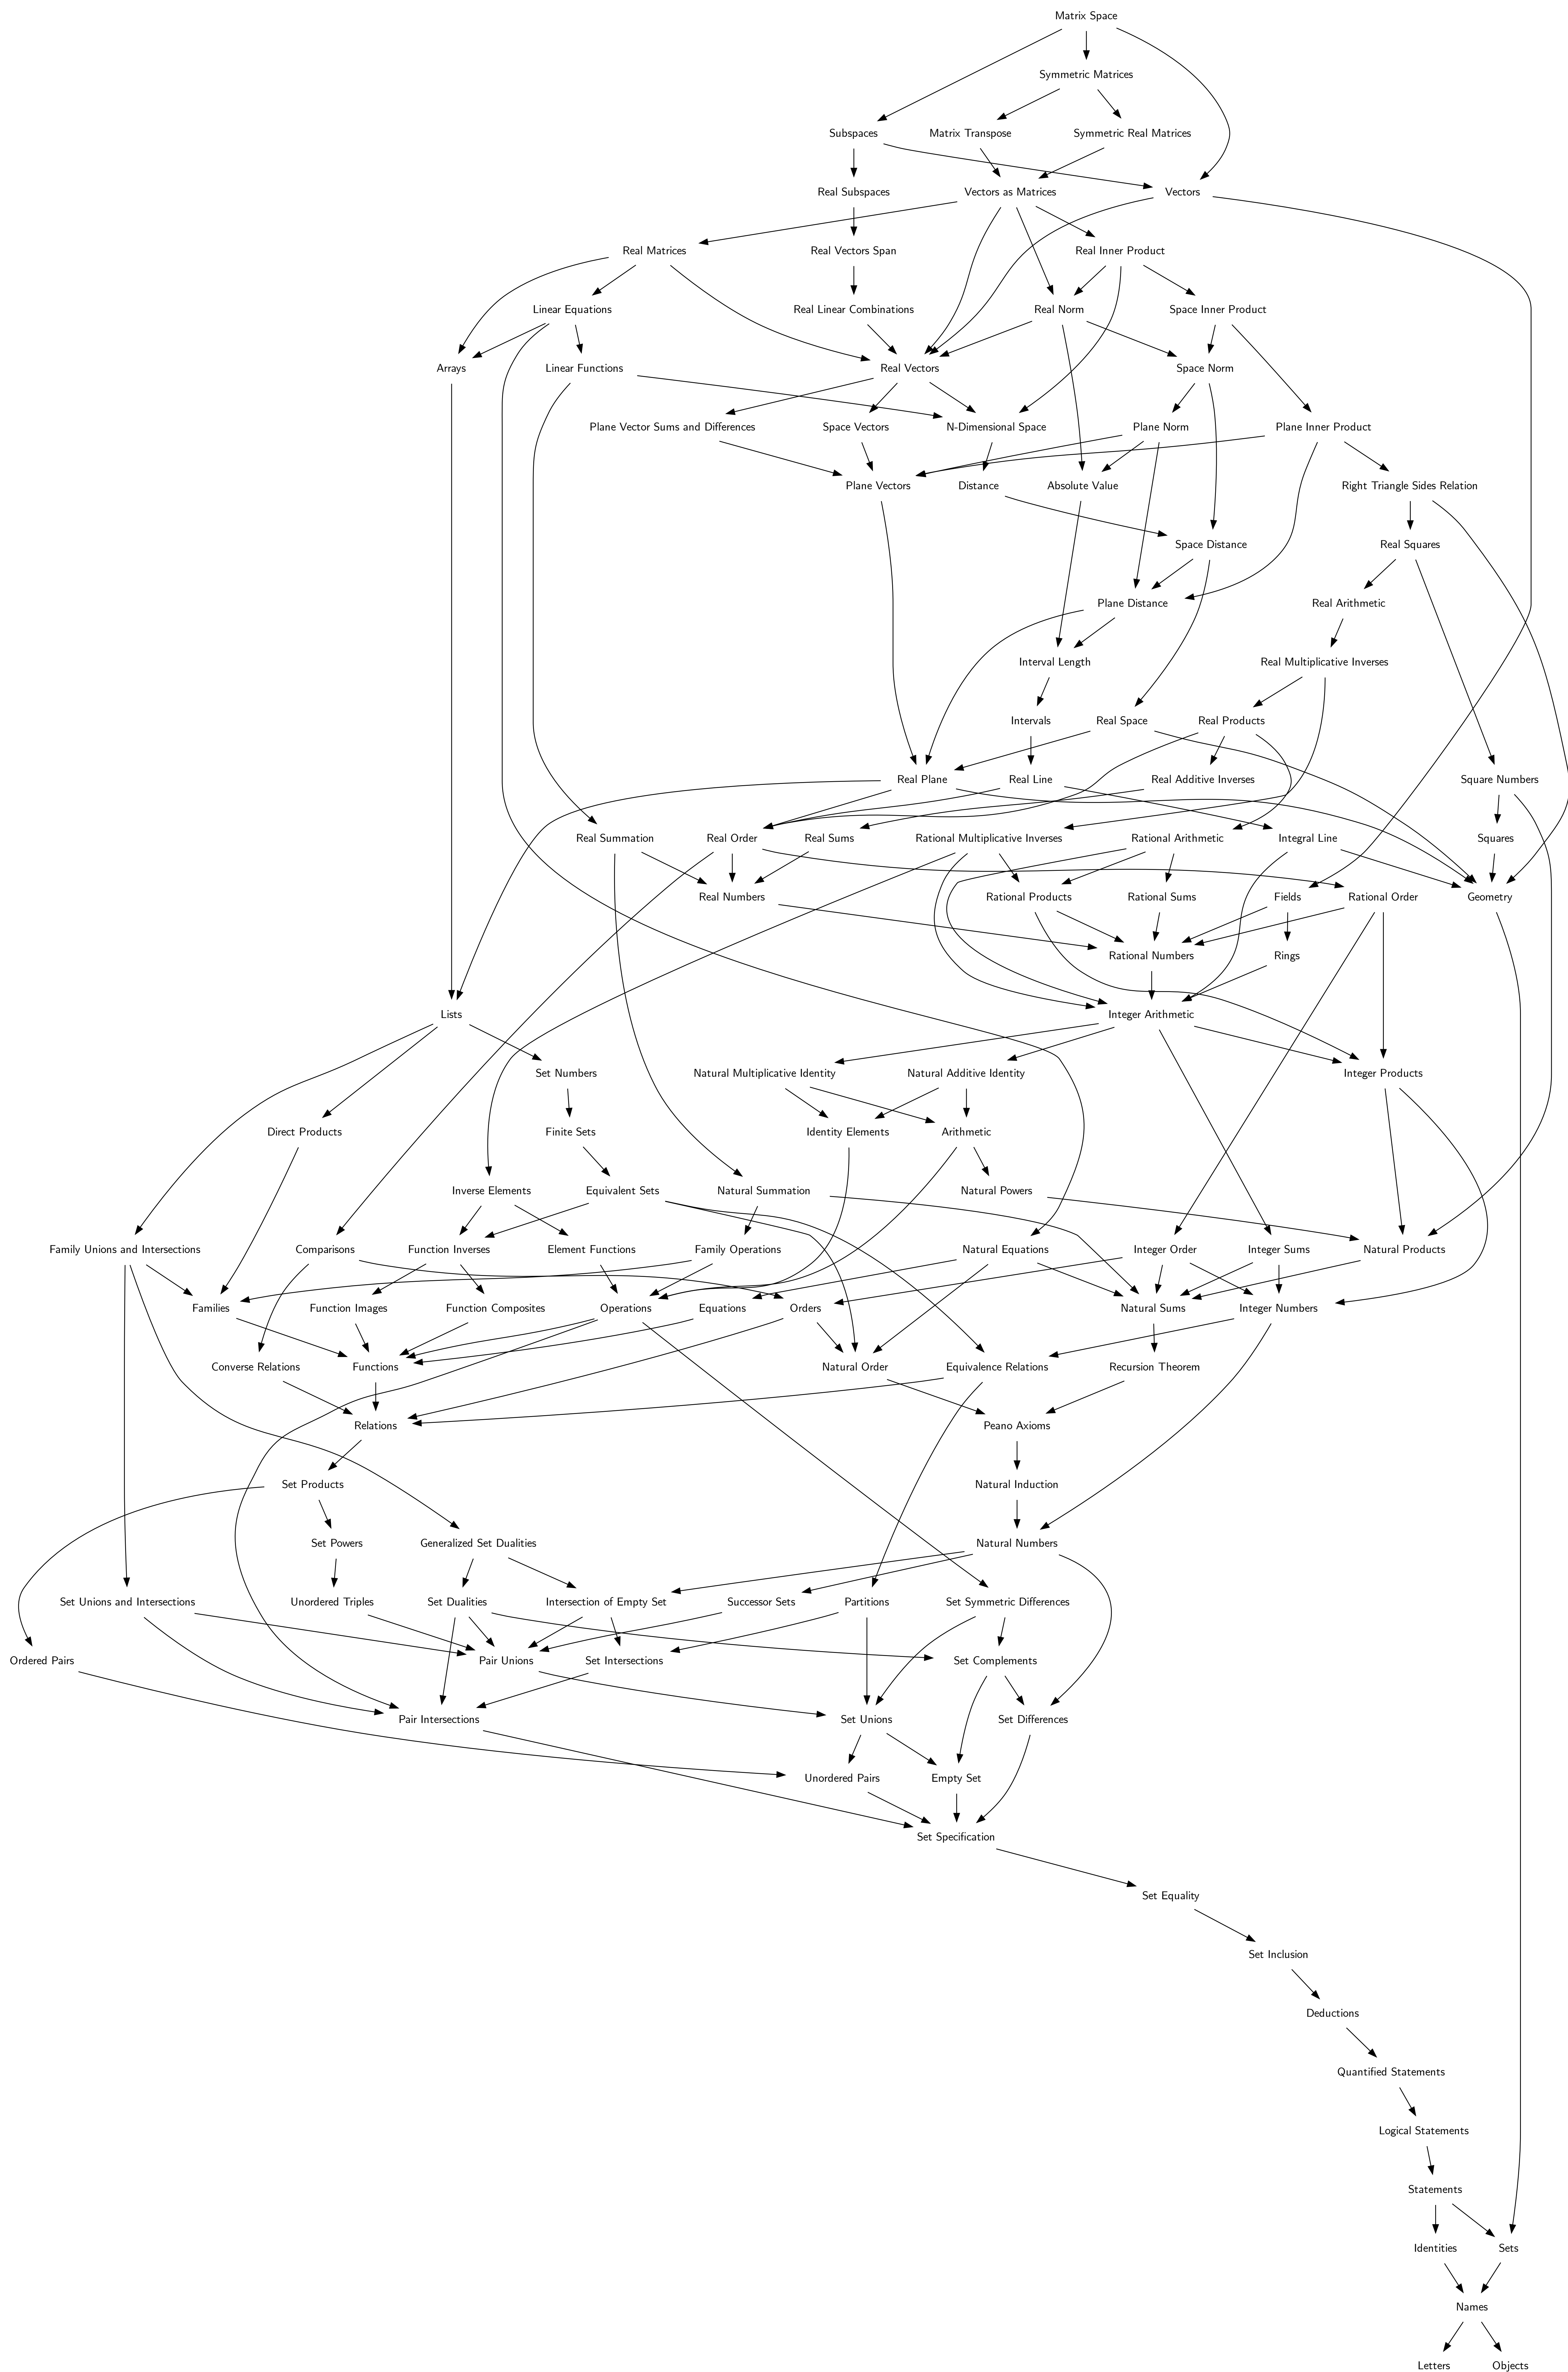 Matrix Space
Symmetric Matrices
Subspaces
Matrix Transpose
Symmetric Real Matrices
Real Subspaces
Vectors as Matrices
Vectors
Real Matrices
Real Vectors Span
Real Inner Product
Linear Equations
Real Linear Combinations
Real Norm
Space Inner Product
Arrays
Linear Functions
Real Vectors
Space Norm
Plane Vector Sums and Differences
Space Vectors
N-Dimensional Space
Plane Norm
Plane Inner Product
Plane Vectors
Distance
Absolute Value
Right Triangle Sides Relation
Space Distance
Real Squares
Plane Distance
Real Arithmetic
Interval Length
Real Multiplicative Inverses
Intervals
Real Space
Real Products
Real Plane
Real Line
Real Additive Inverses
Square Numbers
Real Summation
Real Order
Real Sums
Rational Multiplicative Inverses
Rational Arithmetic
Integral Line
Squares
Real Numbers
Rational Products
Rational Sums
Fields
Rational Order
Geometry
Rational Numbers
Rings
Lists
Integer Arithmetic
Set Numbers
Natural Multiplicative Identity
Natural Additive Identity
Integer Products
Direct Products
Finite Sets
Identity Elements
Arithmetic
Inverse Elements
Equivalent Sets
Natural Summation
Natural Powers
Family Unions and Intersections
Comparisons
Function Inverses
Element Functions
Family Operations
Natural Equations
Integer Order
Integer Sums
Natural Products
Families
Function Images
Function Composites
Operations
Equations
Orders
Natural Sums
Integer Numbers
Converse Relations
Functions
Natural Order
Equivalence Relations
Recursion Theorem
Relations
Peano Axioms
Set Products
Natural Induction
Set Powers
Generalized Set Dualities
Natural Numbers
Set Unions and Intersections
Unordered Triples
Set Dualities
Intersection of Empty Set
Successor Sets
Partitions
Set Symmetric Differences
Ordered Pairs
Pair Unions
Set Intersections
Set Complements
Pair Intersections
Set Unions
Set Differences
Unordered Pairs
Empty Set
Set Specification
Set Equality
Set Inclusion
Deductions
Quantified Statements
Logical Statements
Statements
Identities
Sets
Names
Letters
Objects